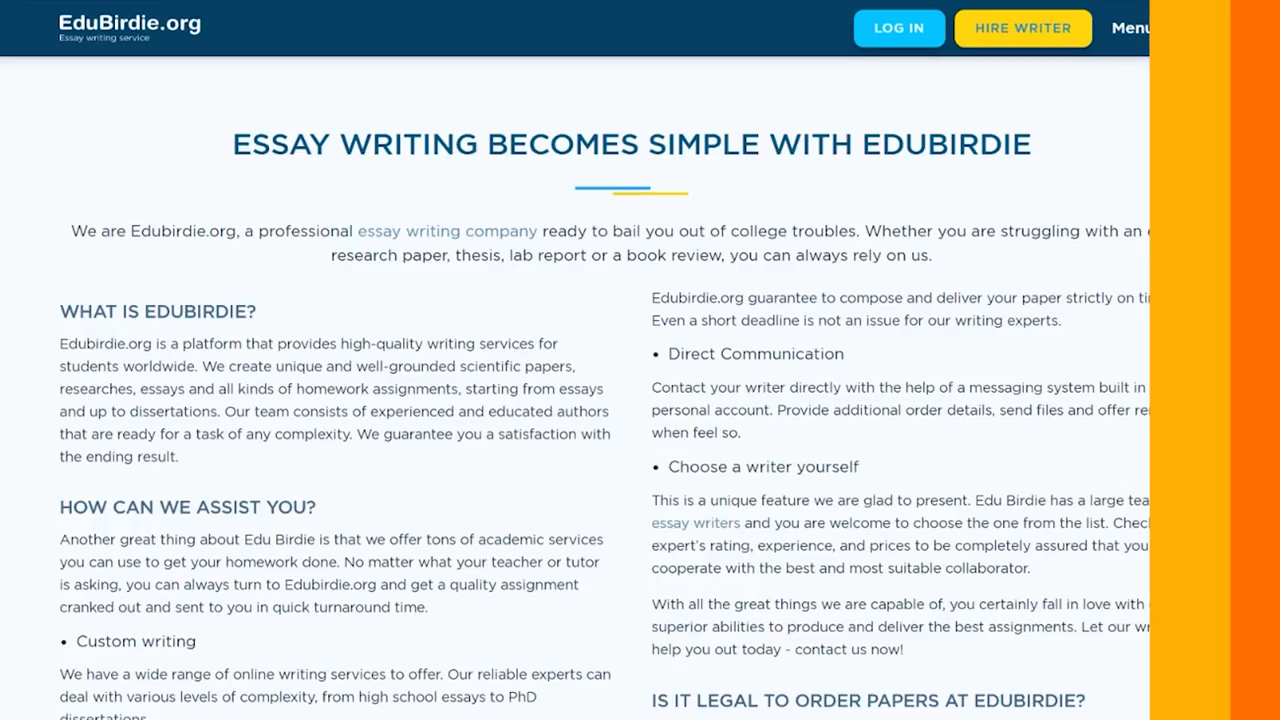 EduBirdie.org
Essay writing service
LOG IN
HIRE WRITER
Menu
ESSAY WRITING BECOMES SIMPLE WITH EDUBIRDIE
We are Edubirdie.org, a professional essay writing company ready to bail you out of college troubles. Whether you are struggling with an
research paper, thesis, lab report or a book review, you can always rely on us.
WHAT IS EDUBIRDIE?
Edubirdie.org is a platform that provides high-quality writing services for
students worldwide. We create unique and well-grounded scientific papers,
researches, essays and all kinds of homework assignments, starting from essays
and up to dissertations. Our team consists of experienced and educated authors
that are ready for a task of any complexity. We guarantee you a satisfaction with
the ending result.
HOW CAN WE ASSIST YOU?
Another great thing about Edu Birdie is that we offer tons of academic services
you can use to get your homework done. No matter what your teacher or tutor
is asking, you can always turn to Edubirdie.org and get a quality assignment
cranked out and sent to you in quick turnaround time.
• Custom writing
We have a wide range of online writing services to offer. Our reliable experts can
deal with various levels of complexity, from high school essays to PhD
dissertations.
Edubirdie.org guarantee to compose and deliver your paper strictly on
Even a short deadline is not an issue for our writing experts.
• Direct Communication
Contact your writer directly with the help of a messaging system built in
personal account. Provide additional order details, send files and offer
when feel so.
• Choose a writer yourself
This is a unique feature we are glad to present. Edu Birdie has a large
essay writers and you are welcome to choose the one from the list.
expert's rating, experience, and prices to be completely assured that you
cooperate with the best and most suitable collaborator.
With all the great things we are capable of, you certainly fall in love with
superior abilities to produce and deliver the best assignments. Let our
help you out today - contact us now!
IS IT LEGAL TO ORDER PAPERS AT EDUBIRDIE?